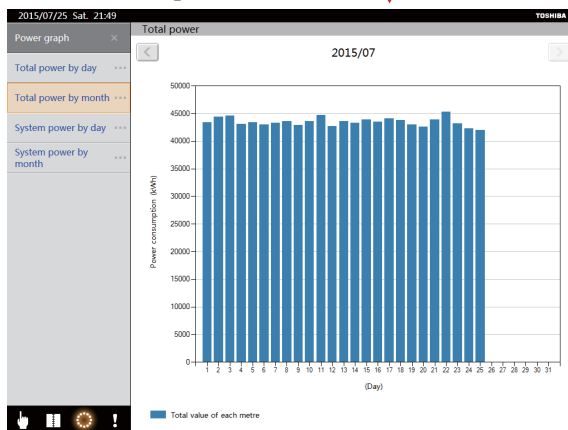 2015/07/25 Sat. 21:49
TOSHIBA
Power graph
Total power by day
Total power by month
System power by day
System power by
month
Total power
2015/07
Power consumption (kWh)
50000
45000
40000
35000
30000
25000
20000
15000
10000
5000
0
1 2 3 4 5 6 7 8 9 10 11 12 13 14 15 16 17 18 19 20 21 22 23 24 25 26 27 28 29 30 31
(Day)
Total value of each metre